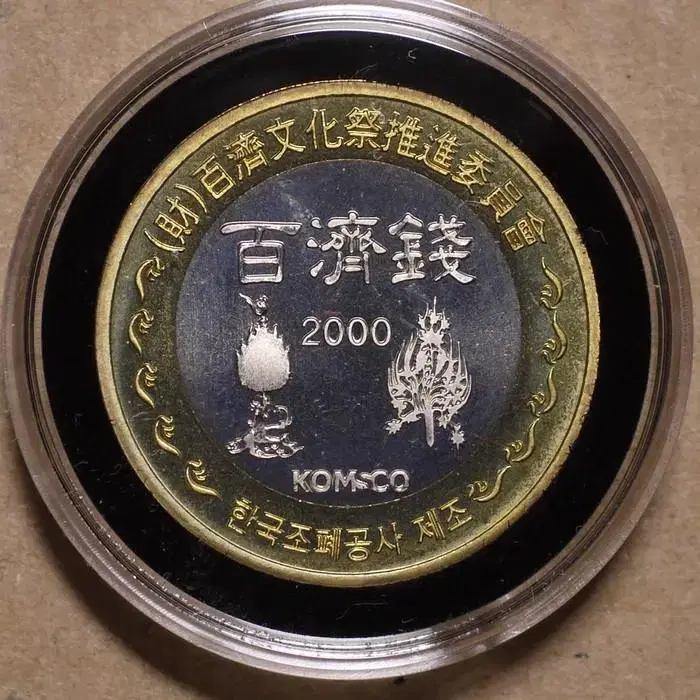 (財)百濟文化祭推進委員會
百濟錢
2000
KOMSCO
한국조폐공사 제조